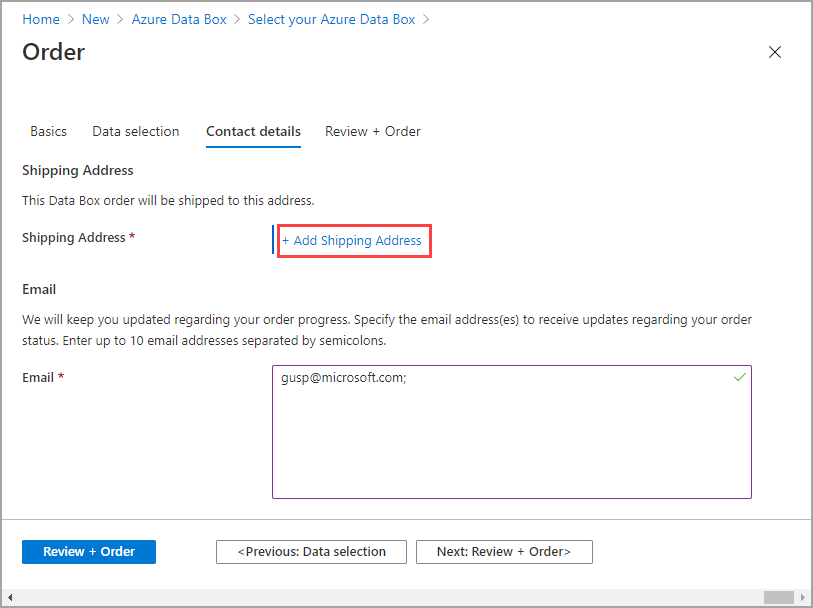 Home > New > Azure Data Box > Select your Azure Data Box >
Order
Basics Data selection Contact details Review + Order
Shipping Address
This Data Box order will be shipped to this address.
Shipping Address * + Add Shipping Address
Email
We will keep you updated regarding your order progress. Specify the email address(es) to receive updates regarding your order
status. Enter up to 10 email addresses separated by semicolons.
Email * gusp@microsoft.com;
Review + Order <Previous: Data selection Next: Review + Order>